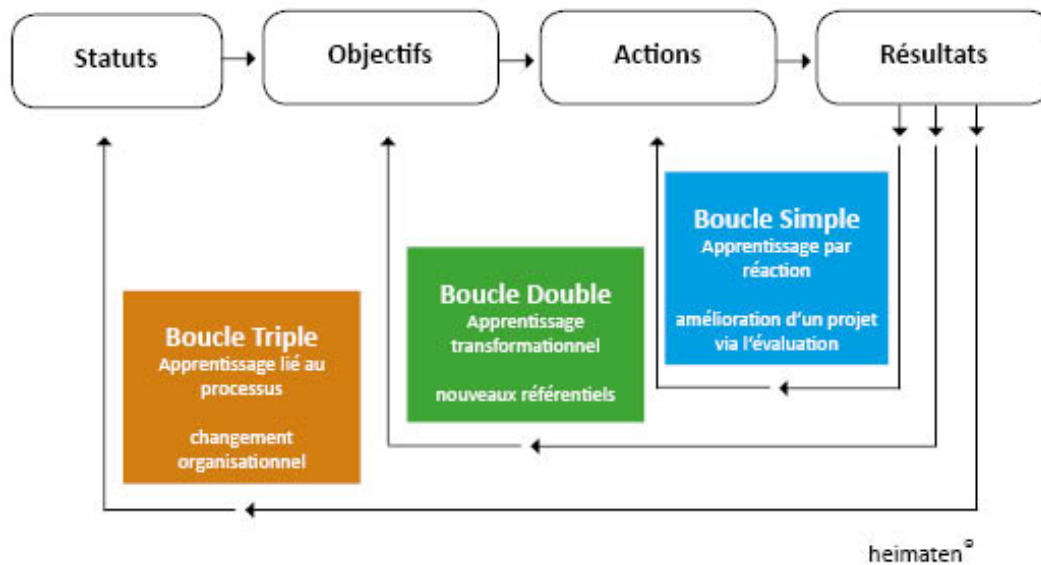 Statuts
Objectifs
Actions
Résultats
Boucle Simple
Apprentissage par
réaction
amélioration d'un projet
via l'évaluation
Boucle Double
Apprentissage
transformationnel
nouveaux référentiels
Boucle Triple
Apprentissage lié au
processus
changement
organisationnel
heimaten®